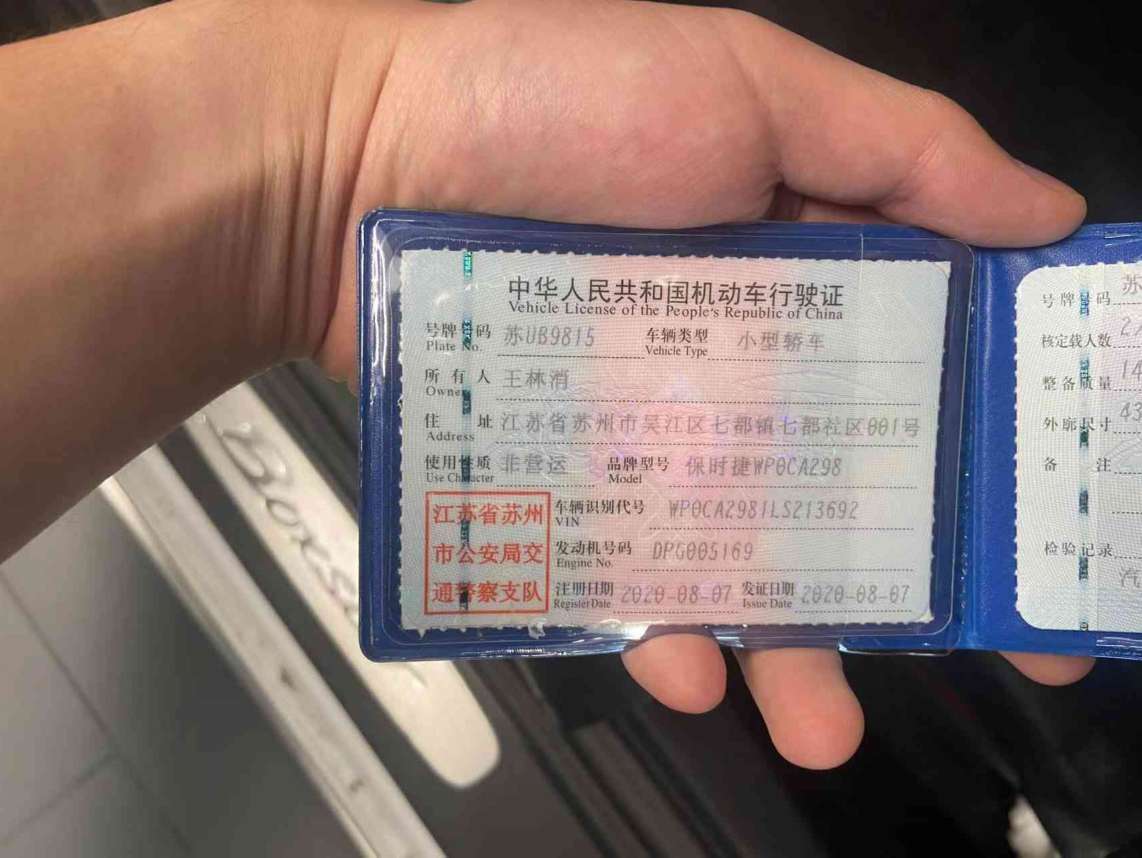 中华人民共和国机动车行驶证
Vehicle License of the People's Republic of China
号牌号码 苏UB9815 车辆类型 小型轿车
Plate No. Vehicle Type
所有人 王林消
Owner
住址 江苏省苏州市吴江区七都镇七都社区001号
Address
使用性质 非营运 品牌型号 保时捷WP0CA298
Use Character Model
江苏省苏州
市公安局交
通警察支队
车辆识别代号 WP0CA2981LS213692
VIN
发动机号码 DPG005169
Engine No.
注册日期 2020-08-07 发证日期 2020-08-07
Register Date Issue Date
号牌号码 苏
核定载人数 2
整备质量 14
外廓尺寸 42
备注
检验记录
汽
Boxs